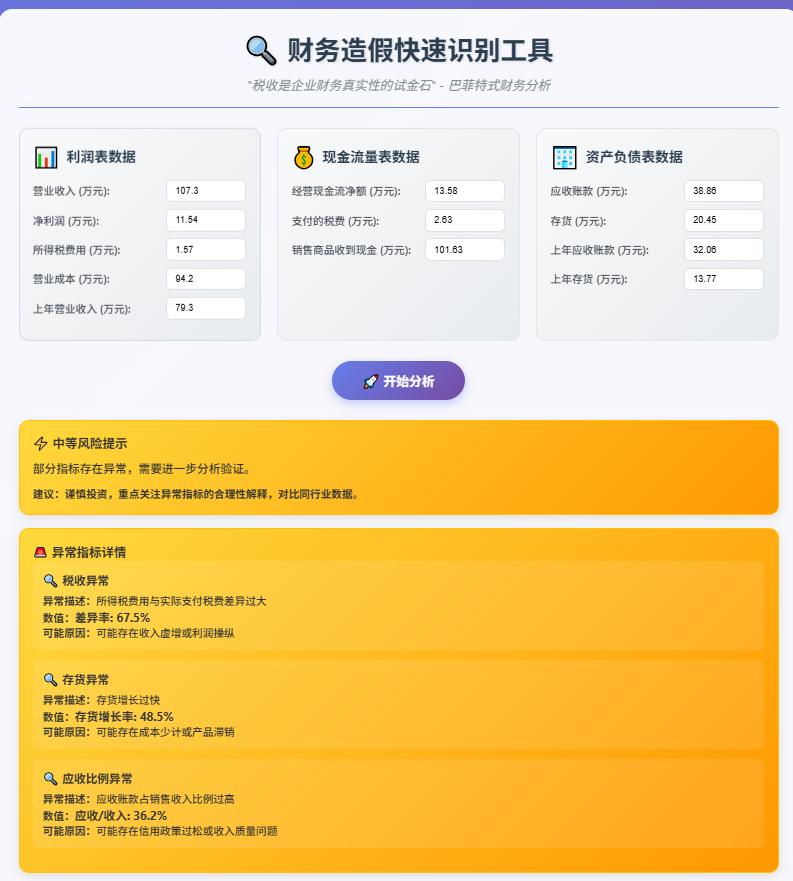 财务造假快速识别工具
"税收是企业财务真实性的试金石" - 巴菲特式财务分析
利润表数据
营业收入 (万元): 107.3
净利润 (万元): 11.54
所得税费用 (万元): 1.57
营业成本 (万元): 94.2
上年营业收入 (万元): 79.3
现金流量表数据
经营现金流净额 (万元): 13.58
支付的税费 (万元): 2.63
销售商品收到现金 (万元): 101.63
资产负债表数据
应收账款 (万元): 38.86
存货 (万元): 20.45
上年应收账款 (万元): 32.06
上年存货 (万元): 13.77
开始分析
中等风险提示
部分指标存在异常，需要进一步分析验证。
建议：谨慎投资，重点关注异常指标的合理性解释，对比同行业数据。
异常指标详情
税收异常
异常描述：所得税费用与实际支付税费差异过大
数值：差异率: 67.5%
可能原因：可能存在收入虚增或利润操纵
存货异常
异常描述：存货增长过快
数值：存货增长率: 48.5%
可能原因：可能存在成本少计或产品滞销
应收比例异常
异常描述：应收账款占销售收入比例过高
数值：应收/收入: 36.2%
可能原因：可能存在信用政策过松或收入质量问题